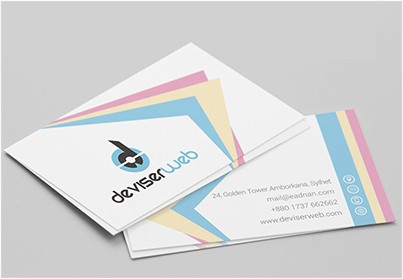 deviserweb
24, Golden Tower Amborkana, Sylhet
mail@eadnan.com
+880 1737 662662
www.deviserweb.com